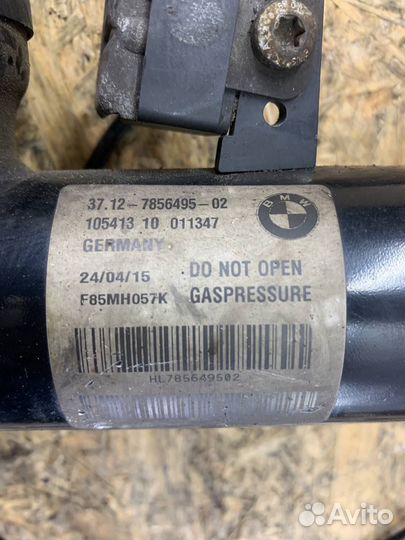 BMW
37.12-7856495-02
105413 10 011347
GERMANY
24/04/15 DO NOT OPEN
F85MH057K GASPRESSURE
HL785649502
Avito